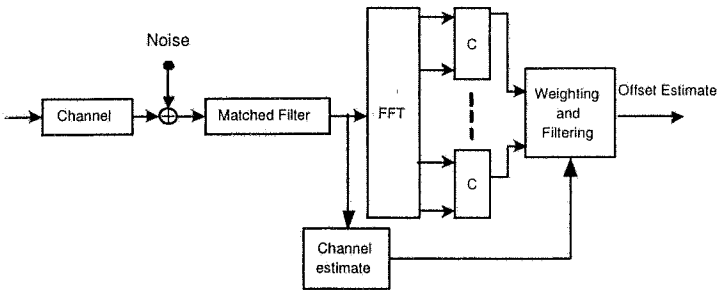 Noise
Channel
Matched Filter
FFT
C
C
Weighting
and
Filtering
Offset Estimate
Channel
estimate